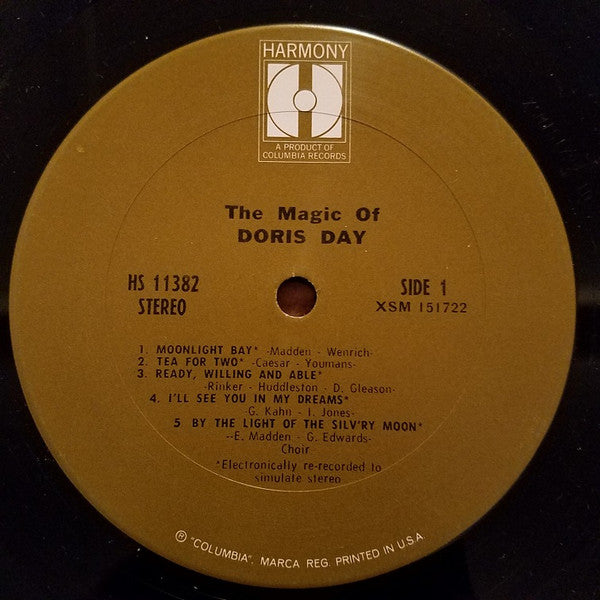 HARMONY
A PRODUCT OF
COLUMBIA RECORDS
The Magic Of
DORIS DAY
HS 11382
STEREO
SIDE 1
XSM 151722
1. MOONLIGHT BAY* -Madden - Wenrich-
2. TEA FOR TWO* -Caesar - Youmans-
3. READY, WILLING AND ABLE*
-Rinker - Huddleston - D. Gleason-
4. I'LL SEE YOU IN MY DREAMS*
-G. Kahn - I. Jones-
5 BY THE LIGHT OF THE SILV'RY MOON*
--E. Madden - G. Edwards-
Choir
*Electronically re-recorded to
simulate stereo
® "COLUMBIA", MARCA REG. PRINTED IN U.S.A.